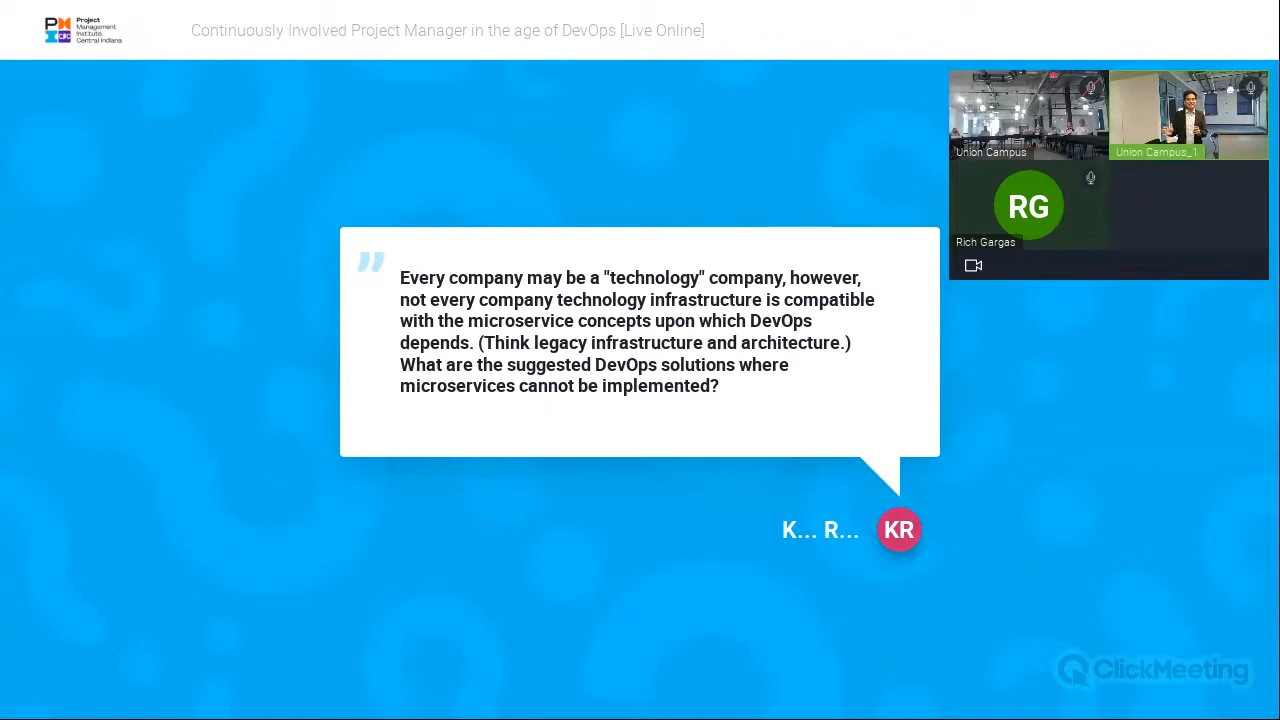 Project
Management
Institute.
Central Indiana
Continuously Involved Project Manager in the age of DevOps [Live Online]
Union Campus
Union Campus_1
RG
Rich Gargas
"
Every company may be a "technology" company, however,
not every company technology infrastructure is compatible
with the microservice concepts upon which DevOps
depends. (Think legacy infrastructure and architecture.)
What are the suggested DevOps solutions where
microservices cannot be implemented?
K... R... KR
ClickMeeting